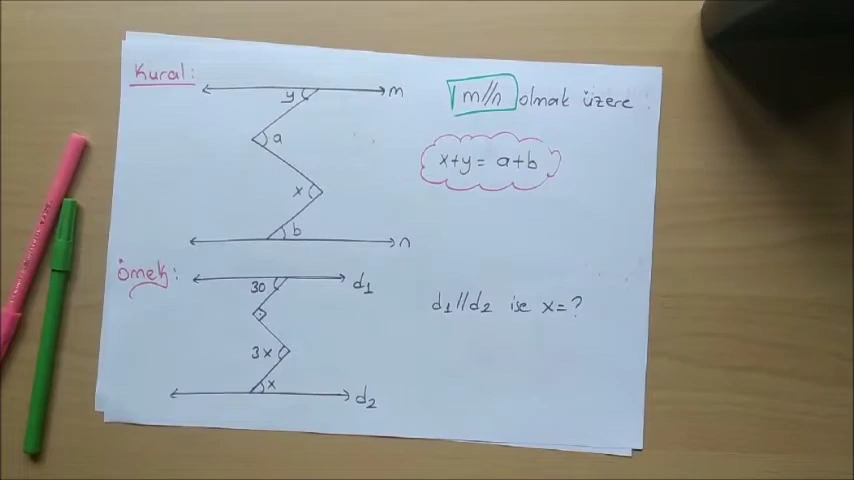 Kural:
y
m
m//n olmak üzere :
a
x+y = a+b
x
b
n
örnek:
30
d1
d1//d2 ise x=?
3x
x
d2